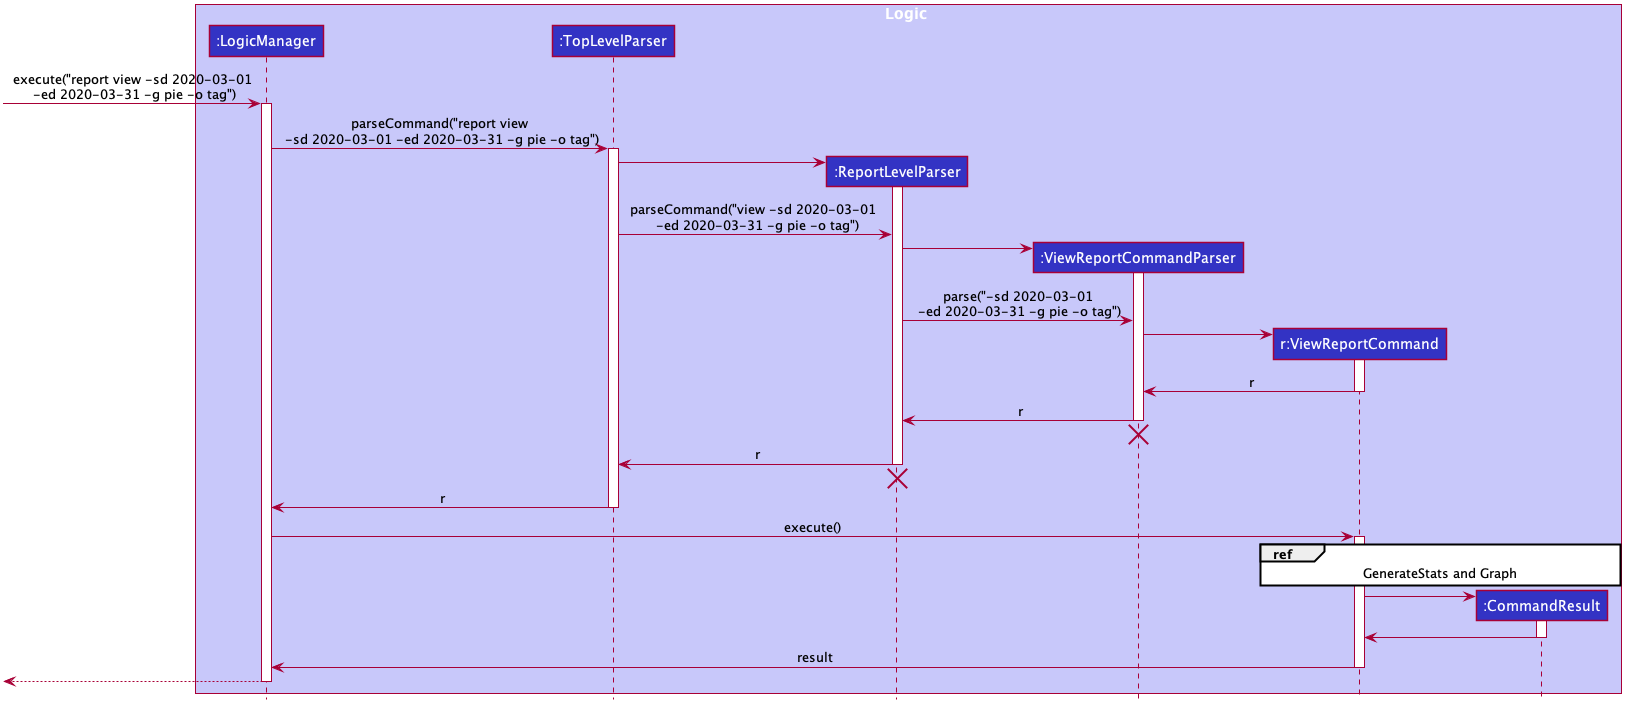 Logic
:LogicManager
:TopLevelParser
execute("report view -sd 2020-03-01
-ed 2020-03-31 -g pie -o tag")
parseCommand("report view
-sd 2020-03-01 -ed 2020-03-31 -g pie -o tag")
:ReportLevelParser
parseCommand("view -sd 2020-03-01
-ed 2020-03-31 -g pie -o tag")
:ViewReportCommandParser
parse("-sd 2020-03-01
-ed 2020-03-31 -g pie -o tag")
r:ViewReportCommand
r
r
r
r
execute()
ref
GenerateStats and Graph
:CommandResult
result